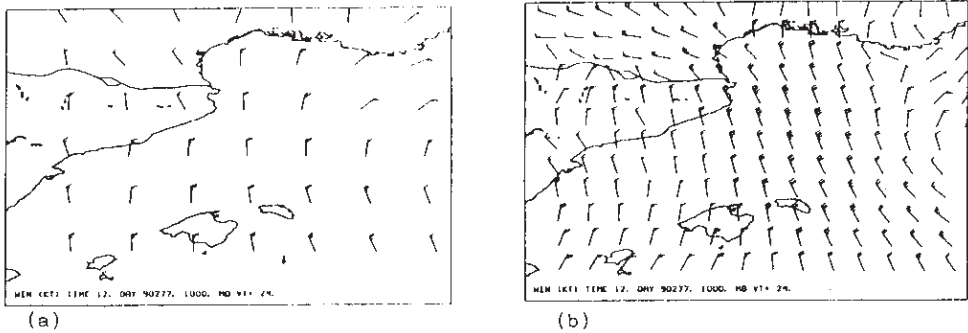 WIN (KT) TIME 12. DAY 90277. 1000. MB VT= 24.
(a)
WIN (KT) TIME 12. DAY 90277. 1000. MB VT= 24.
(b)